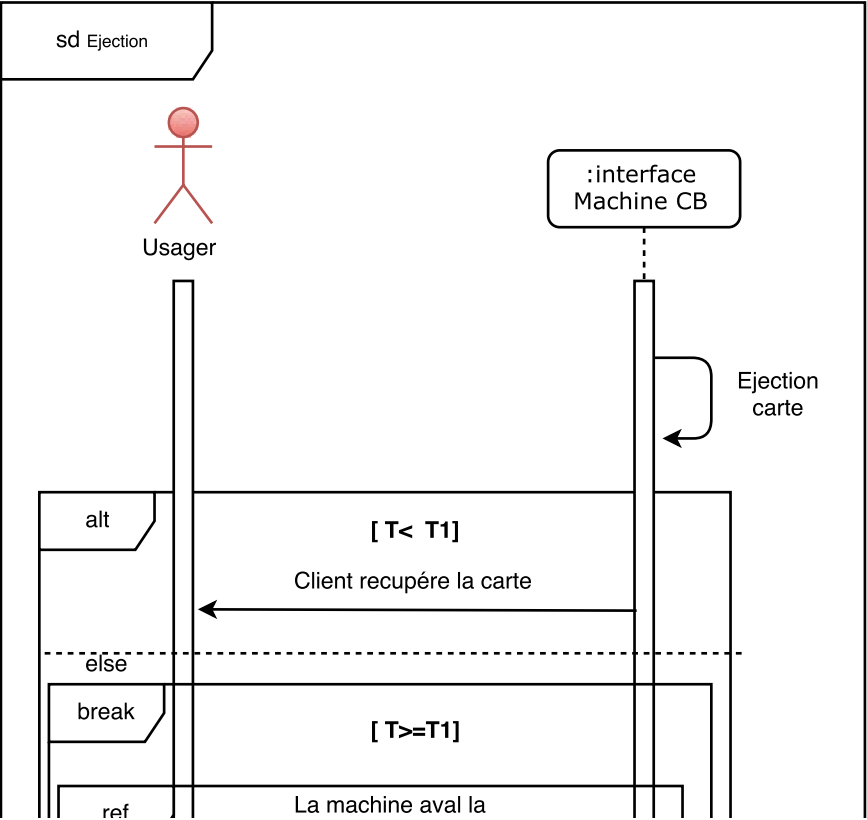 sd Ejection
Usager
:interface
Machine CB
Ejection
carte
alt
[ T< T1]
Client recupére la carte
else
break
[ T>=T1]
ref
La machine aval la